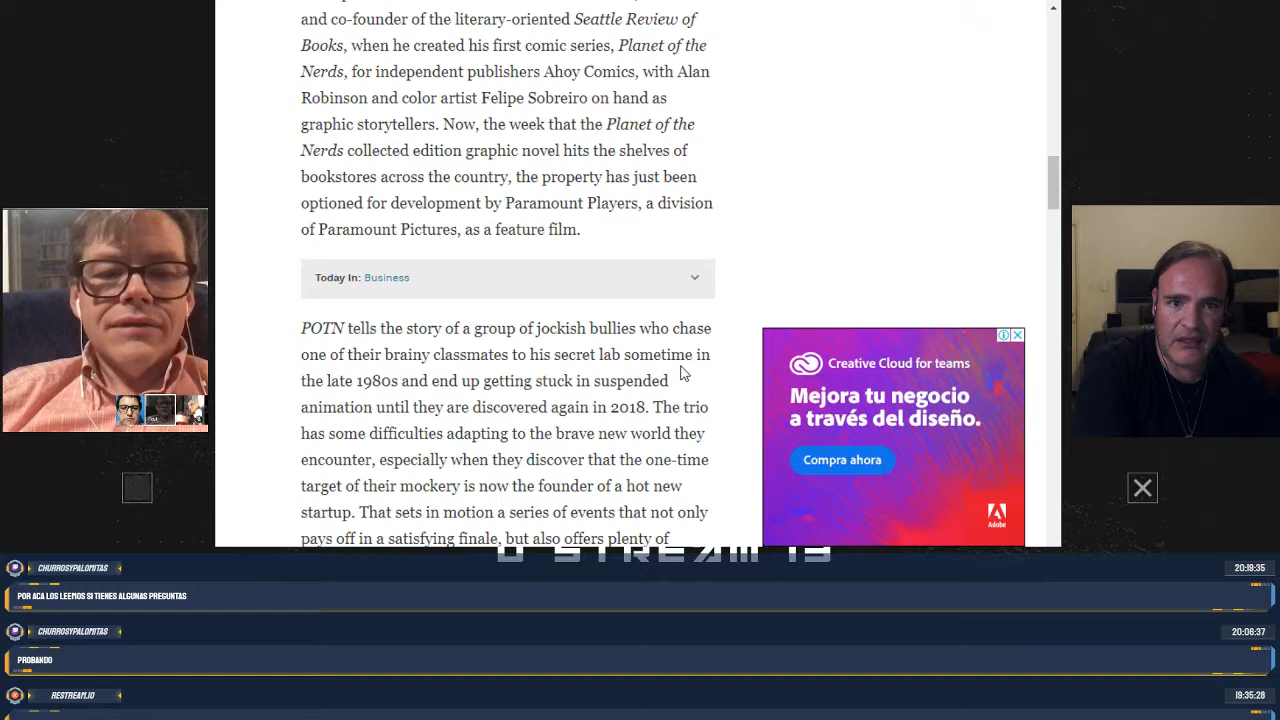 and co-founder of the literary-oriented Seattle Review of
Books, when he created his first comic series, Planet of the
Nerds, for independent publishers Ahoy Comics, with Alan
Robinson and color artist Felipe Sobreiro on hand as
graphic storytellers. Now, the week that the Planet of the
Nerds collected edition graphic novel hits the shelves of
bookstores across the country, the property has just been
optioned for development by Paramount Players, a division
of Paramount Pictures, as a feature film.
Today In: Business
POTN tells the story of a group of jockish bullies who chase
one of their brainy classmates to his secret lab sometime in
the late 1980s and end up getting stuck in suspended
animation until they are discovered again in 2018. The trio
has some difficulties adapting to the brave new world they
encounter, especially when they discover that the one-time
target of their mockery is now the founder of a hot new
startup. That sets in motion a series of events that not only
pays off in a satisfying finale, but also offers plenty of
Creative Cloud for teams
Mejora tu negocio
a través del diseño.
Compra ahora
Adobe
CHURROSYPALOMITAS
20:19:35
POR ACA LOS LEEMOS SI TIENES ALGUNAS PREGUNTAS
CHURROSYPALOMITAS
20:06:37
PROBANDO
RESTREAM.IO
19:35:28